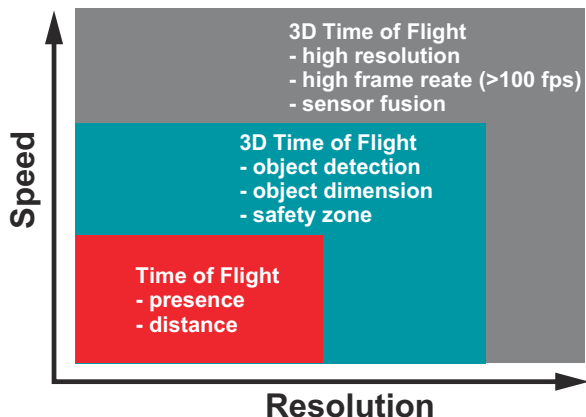 3D Time of Flight
- high resolution
- high frame reate (>100 fps)
- sensor fusion
3D Time of Flight
- object detection
- object dimension
- safety zone
Time of Flight
- presence
- distance
Speed
Resolution